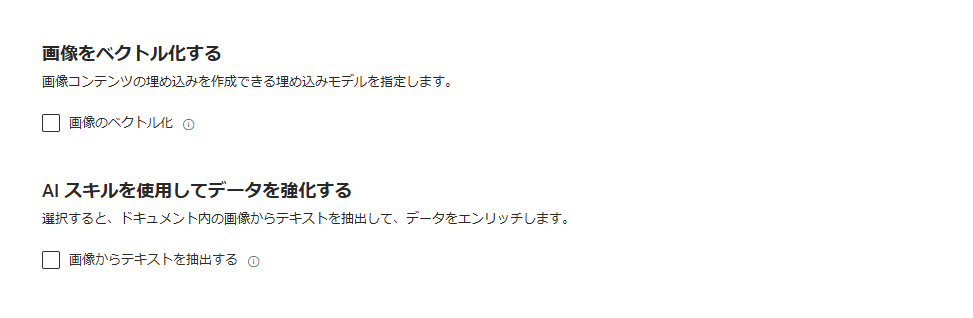 画像をベクトル化する
画像コンテンツの埋め込みを作成できる埋め込みモデルを指定します。
画像のベクトル化
AI スキルを使用してデータを強化する
選択すると、ドキュメント内の画像からテキストを抽出して、データをエンリッチします。
画像からテキストを抽出する